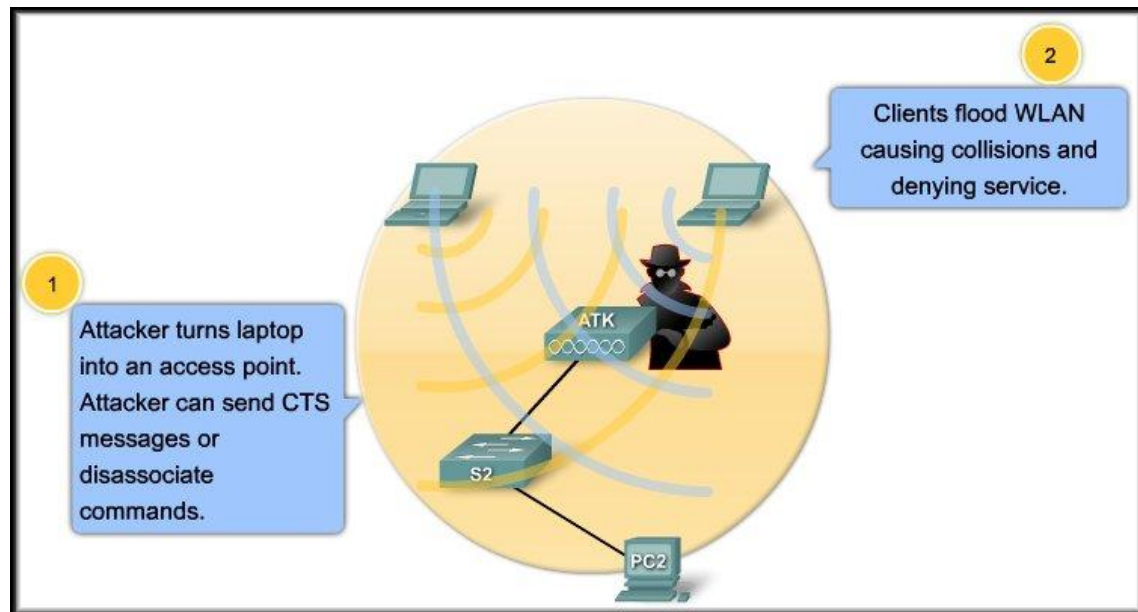 2
Clients flood WLAN
causing collisions and
denying service.
1
Attacker turns laptop
into an access point.
Attacker can send CTS
messages or
disassociate
commands.
ATK
S2
PC2